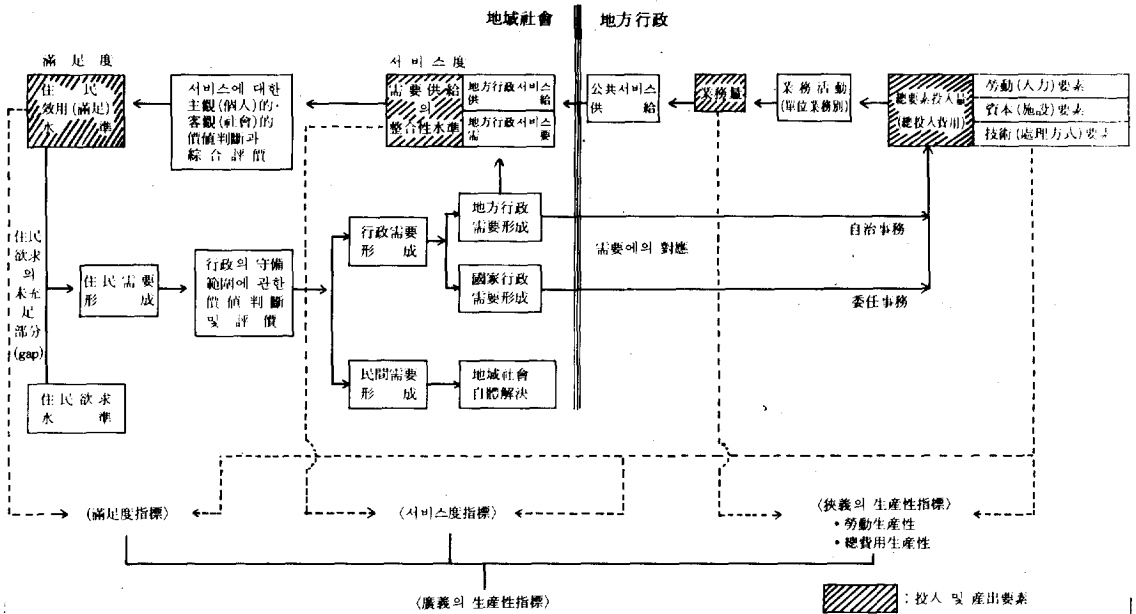 地域社會
地方行政
滿足度
住民
效用(滿足)
水準
서비스에 대한
主觀(個人)的·
客觀(社會)的
價値判斷과
綜合評價
서비스度
需要供給
의
整合性水準
地方行政서비스
供給
地方行政서비스
需要
公共서비스
供給
業務量
業務活動
(單位業務別)
總要素投入量
(總投入費用)
勞動(人力)要素
資本(施設)要素
技術(處理方式)要素
住民
欲求
의
未充
足
部分
(gap)
住民需要
形成
行政의 守備
範圍에 관한
價値判斷
및 評價
行政需要
形成
地方行政
需要形成
國家行政
需要形成
需要에의 對應
自治事務
委任事務
民間需要
形成
地域社會
自體解決
住民欲求
水準
〈滿足度指標〉
〈서비스度指標〉
〈狹義의 生産性指標〉
• 勞動生産性
• 總費用生産性
〈廣義의 生産性指標〉
: 投入 및 産出要素